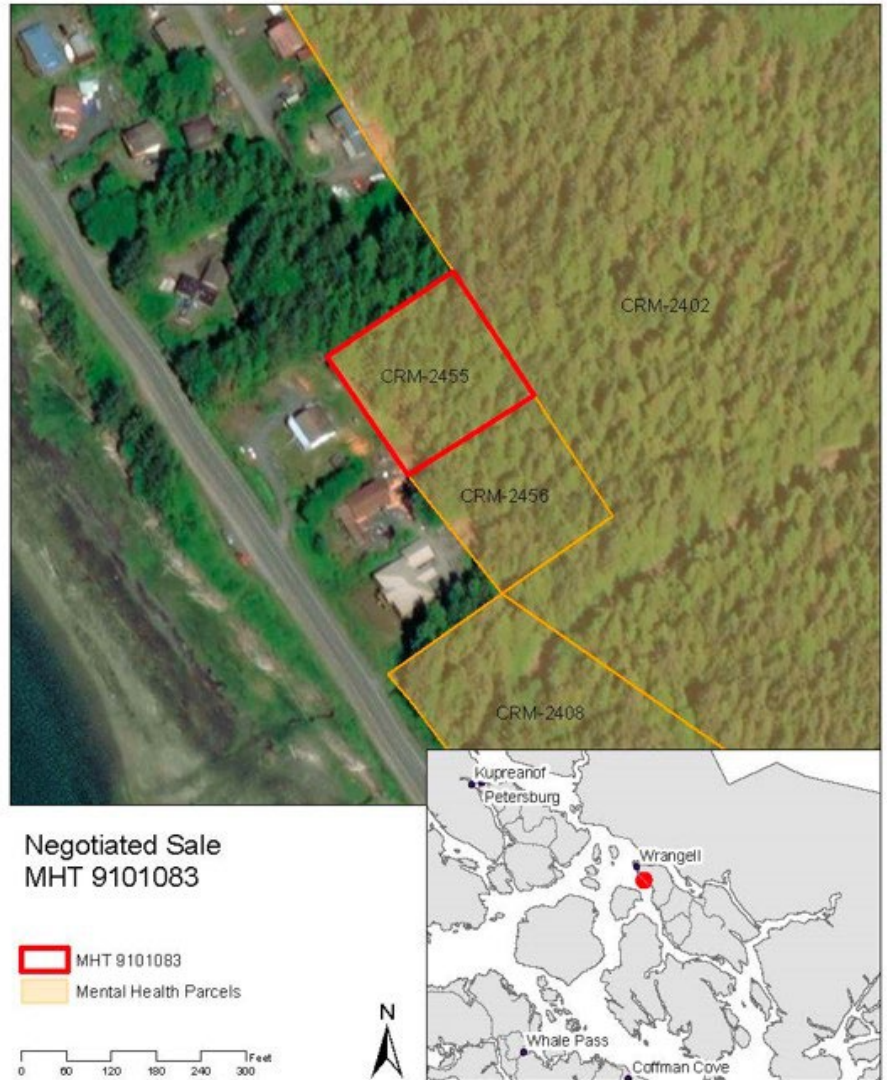 CRM-2402
CRM-2455
CRM-2456
CRM-2408
Negotiated Sale
MHT 9101083
MHT 9101083
Mental Health Parcels
N
0 60 120 180 240 300 Feet
Kupreanof
Petersburg
Wrangell
Whale Pass
Coffman Cove